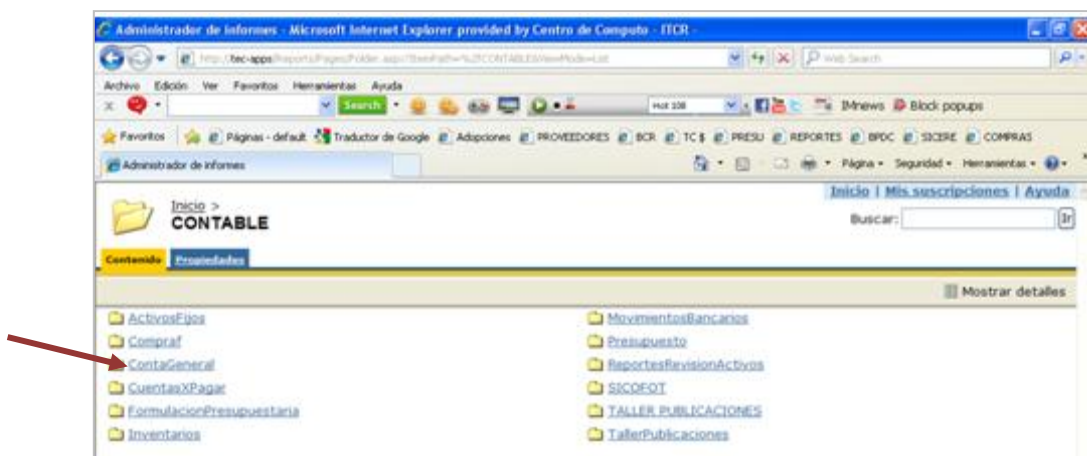 Administrador de informes - Microsoft Internet Explorer provided by Centro de Computo - ITCR -
Web Search
Archivo Edición Ver Favoritos Herramientas Ayuda
Search
Hot 108
IMnews Block popups
Favoritos Páginas - default Traductor de Google Adopciones PROVEEDORES BCR TC $ PRESU REPORTES BPDC SICERE COMPRAS
Administrador de informes
Página Seguridad Herramientas
Inicio | Mis suscripciones | Ayuda
Inicio >
CONTABLE
Buscar:
Ir
Contenido Propiedades
Mostrar detalles
ActivosFijos
Compraf
ContaGeneral
CuentasXPagar
FormulacionPresupuestaria
Inventarios
MovimientosBancarios
Presupuesto
ReportesRevisionActivos
SICOFOT
TALLER PUBLICACIONES
TallerPublicaciones